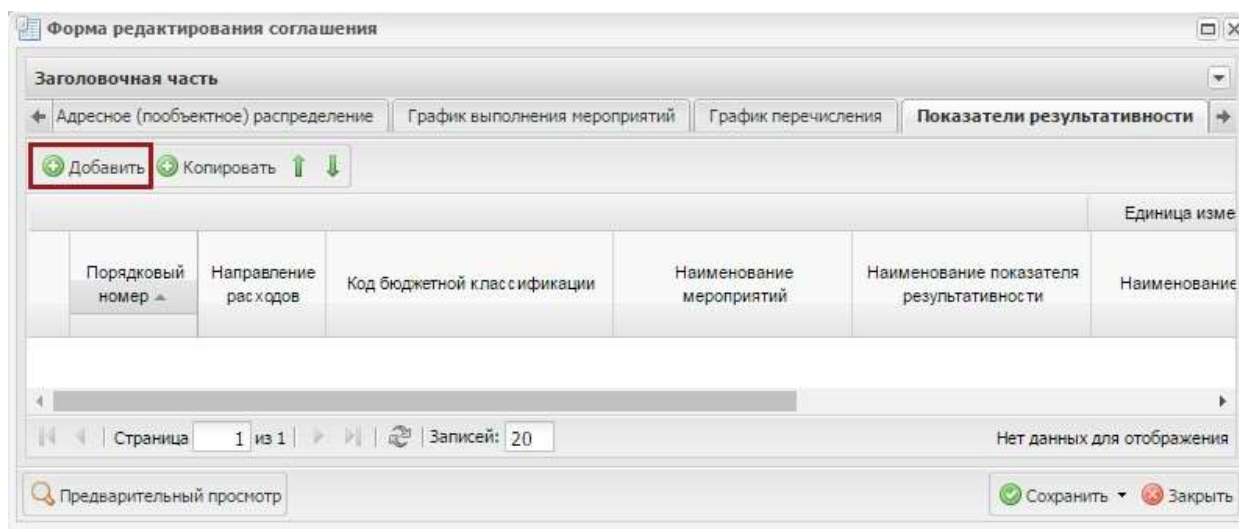 Форма редактирования соглашения
Заголовочная часть
Адресное (пообъектное) распределение График выполнения мероприятий График перечисления Показатели результативности
Добавить Копировать
Единица изме
Порядковый номер Направление расходов Код бюджетной классификации Наименование мероприятий Наименование показателя результативности Наименование
Страница 1 из 1 Записей: 20 Нет данных для отображения
Предварительный просмотр Сохранить Закрыть